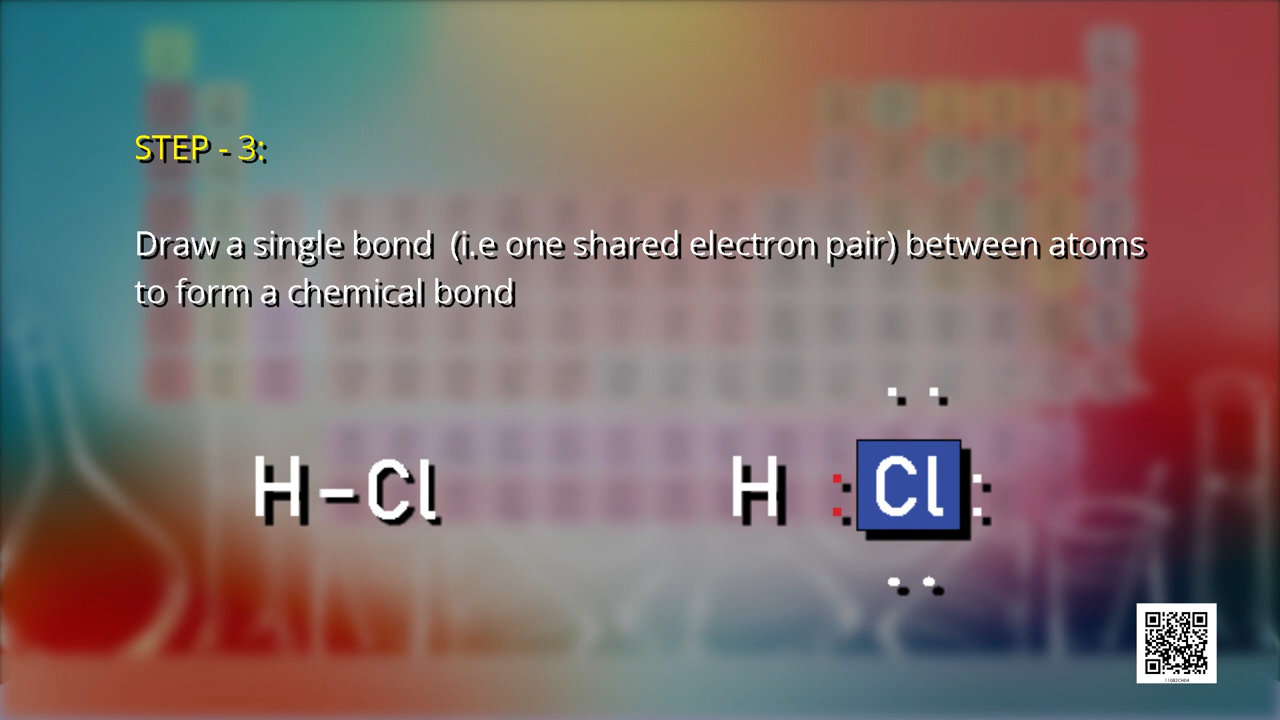 STEP - 3:
Draw a single bond  (i.e one shared electron pair) between atoms
to form a chemical bond
H–Cl
H : Cl :